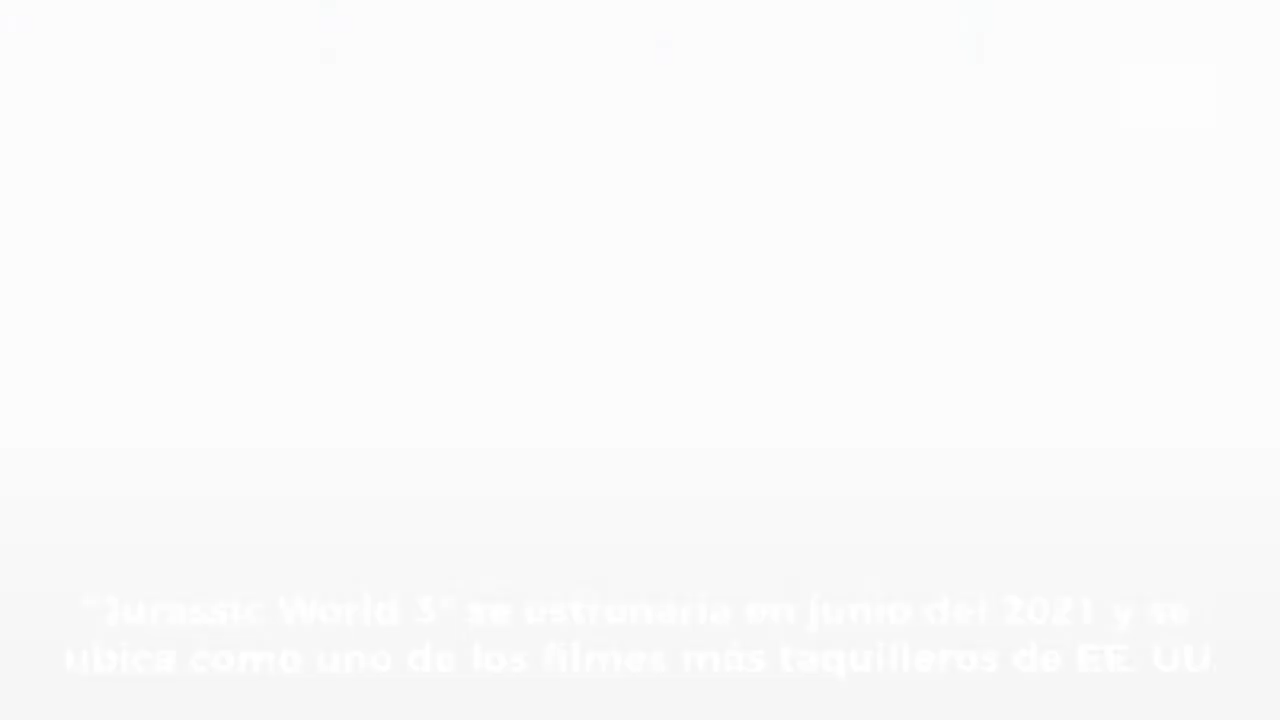 "Jurassic World 3" se estrenaría en junio del 2021 y se
ubica como uno de los filmes más taquilleros de EE. UU.